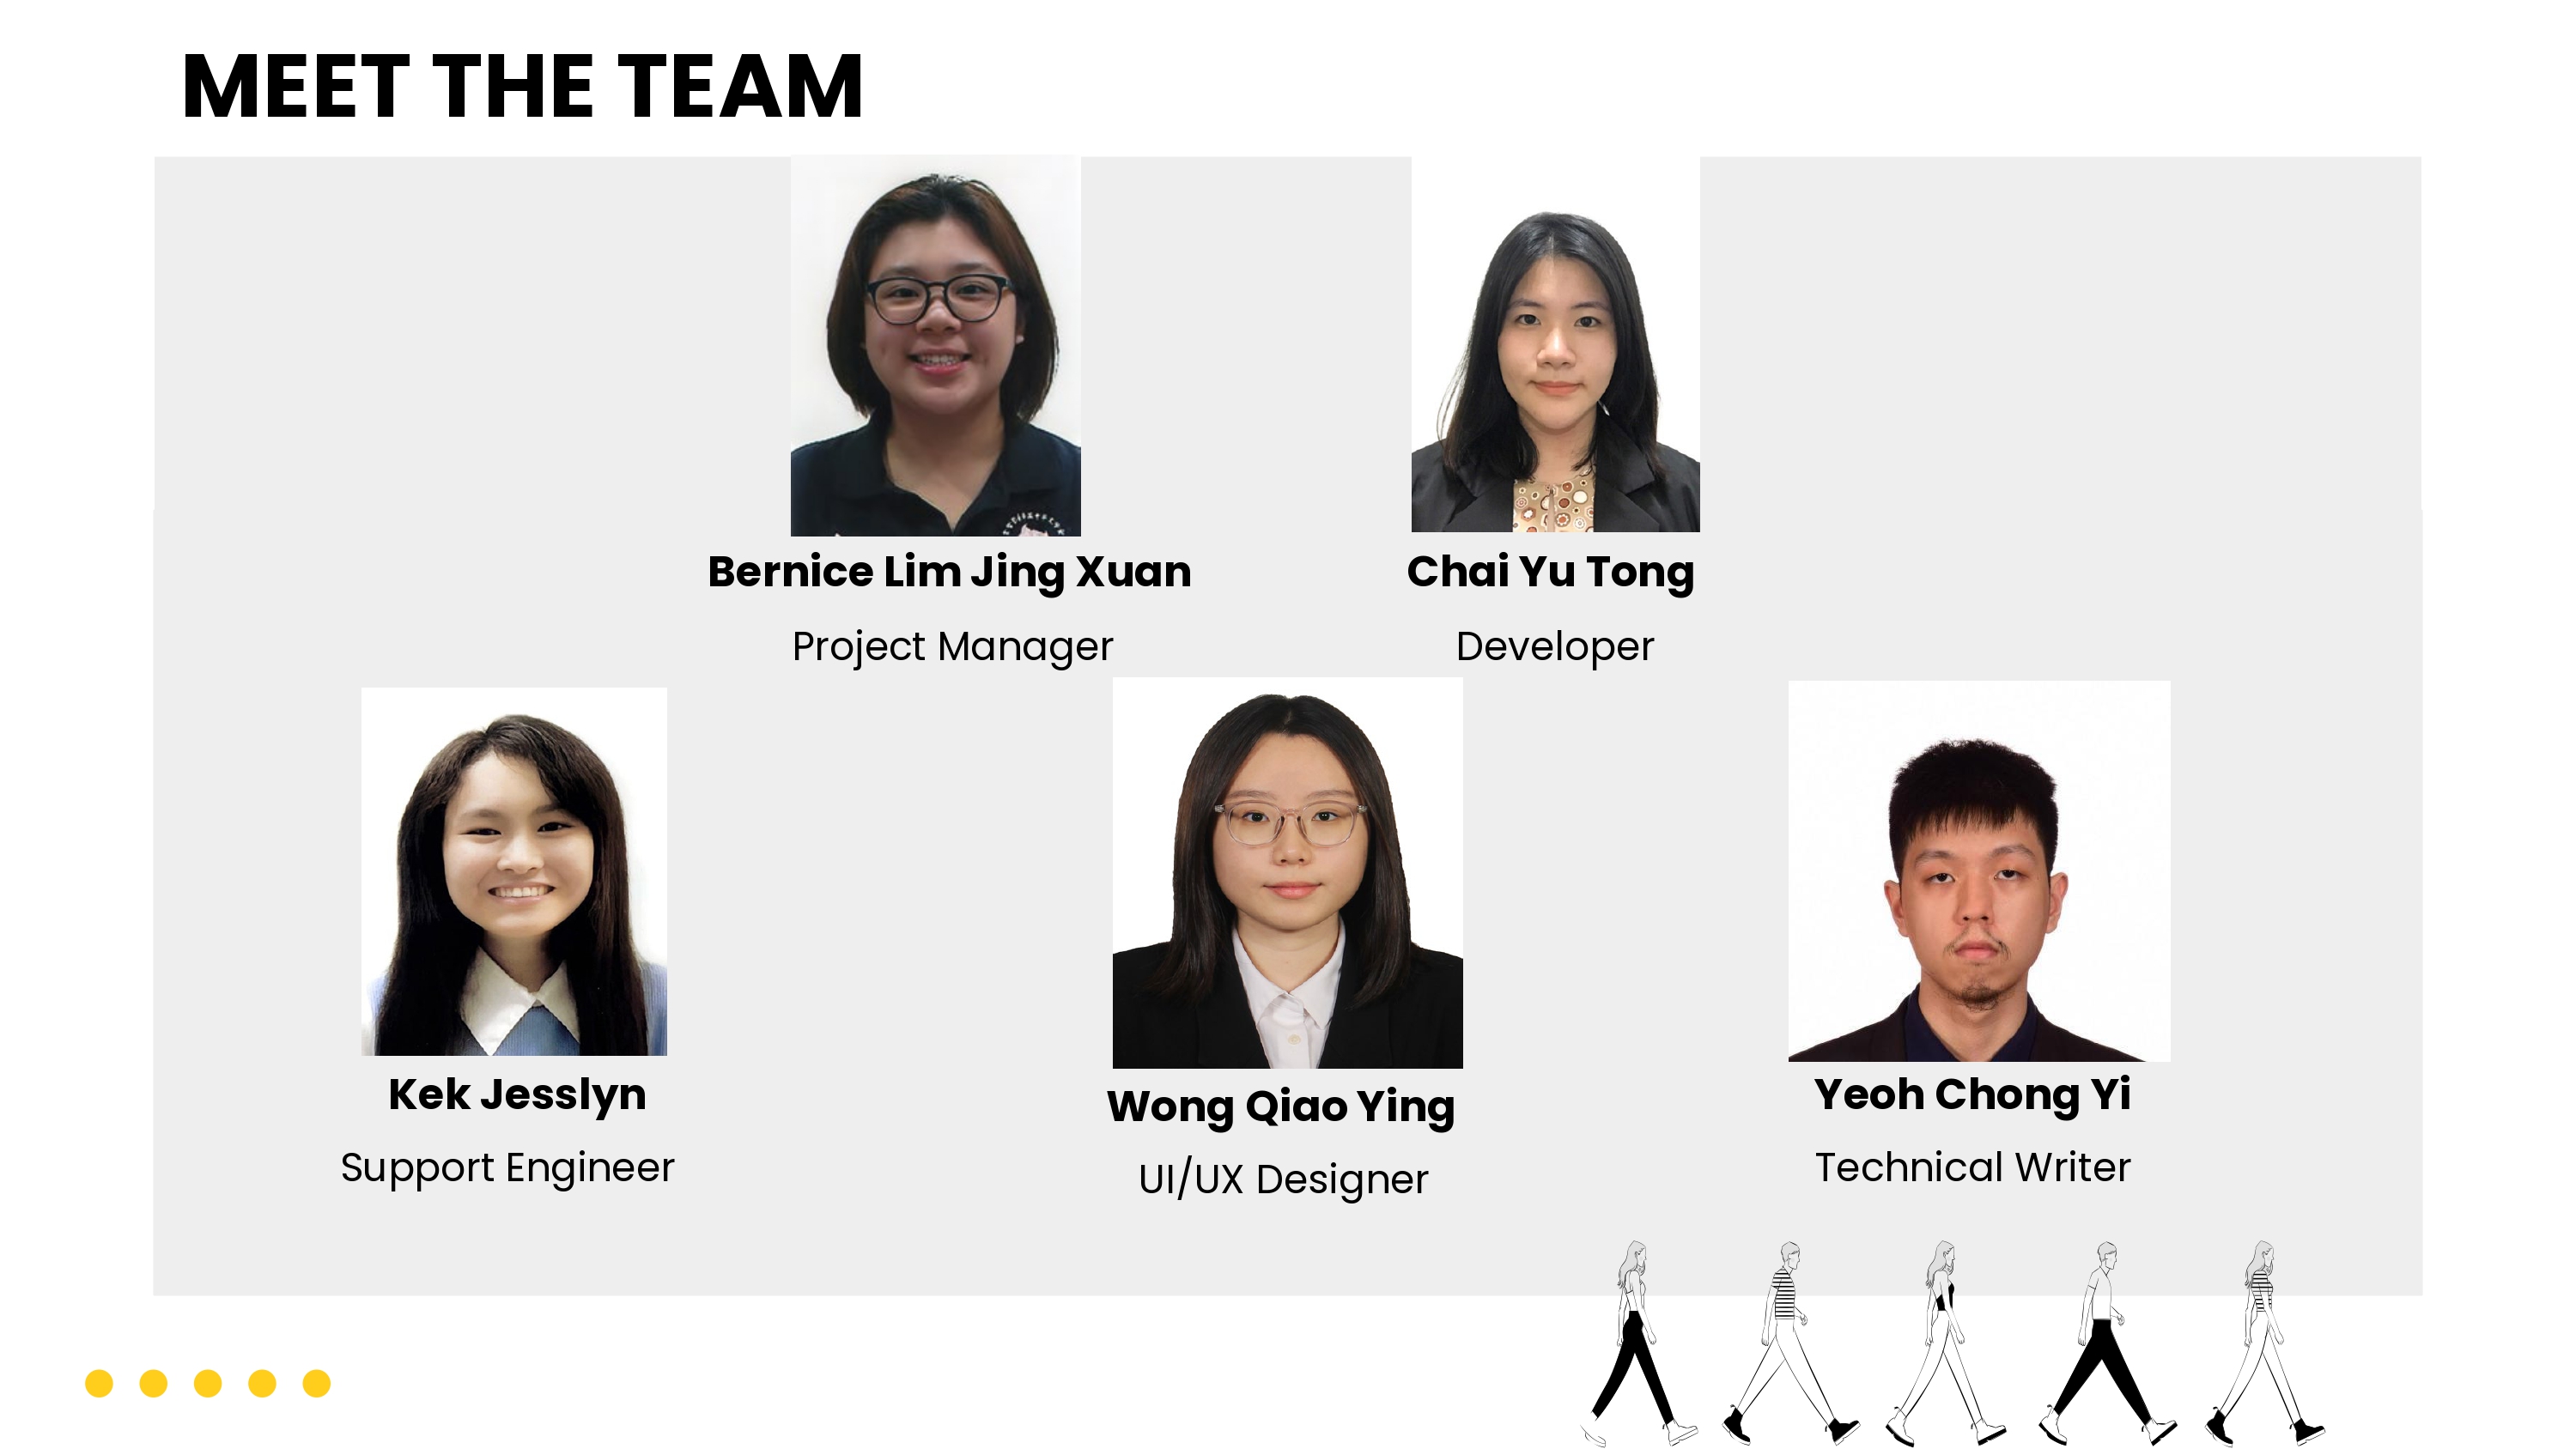 MEET THE TEAM
Bernice Lim Jing Xuan
Project Manager
Chai Yu Tong
Developer
Kek Jesslyn
Support Engineer
Wong Qiao Ying
UI/UX Designer
Yeoh Chong Yi
Technical Writer